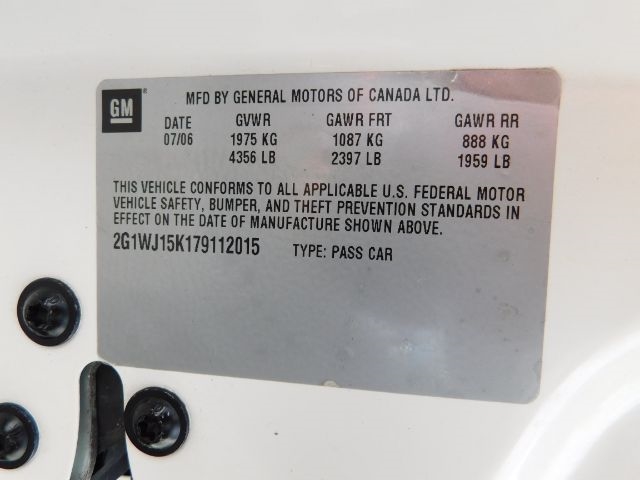 GM ® MFD BY GENERAL MOTORS OF CANADA LTD.
DATE GVWR GAWR FRT GAWR RR
07/06 1975 KG 1087 KG 888 KG
4356 LB 2397 LB 1959 LB
THIS VEHICLE CONFORMS TO ALL APPLICABLE U.S. FEDERAL MOTOR
VEHICLE SAFETY, BUMPER, AND THEFT PREVENTION STANDARDS IN
EFFECT ON THE DATE OF MANUFACTURE SHOWN ABOVE.
2G1WJ15K179112015 TYPE: PASS CAR